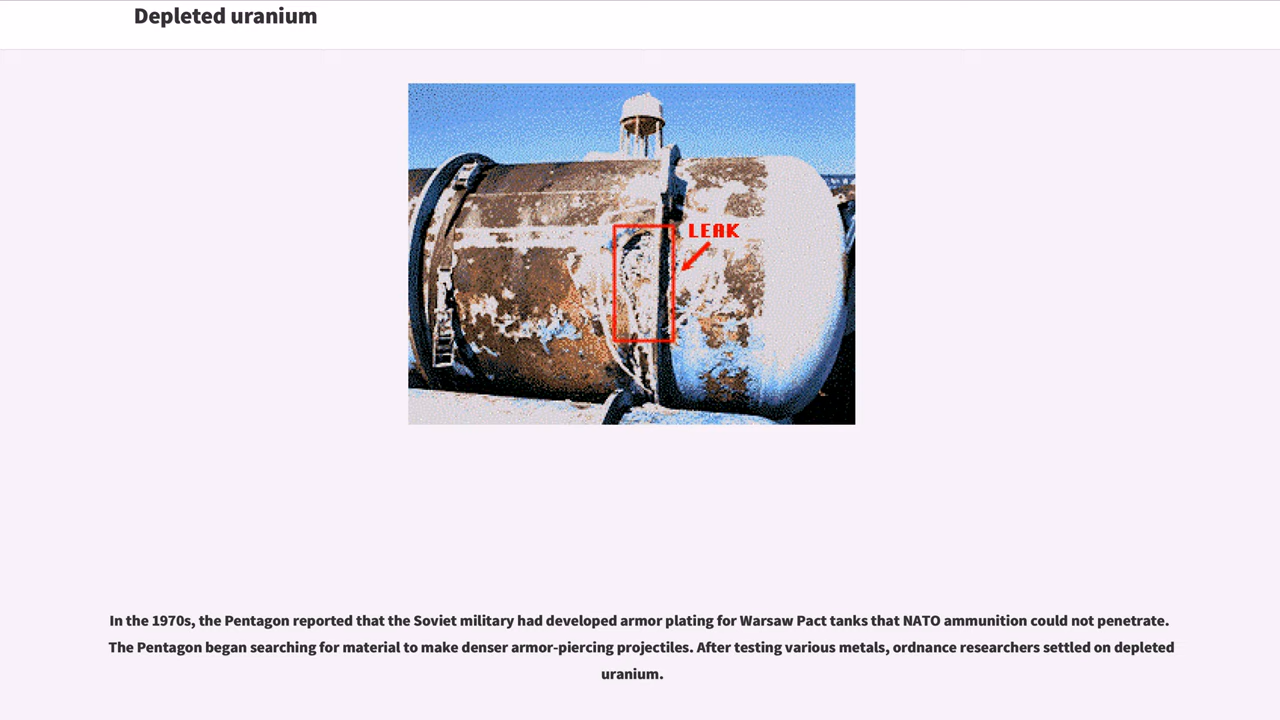 Depleted uranium
LEAK
In the 1970s, the Pentagon reported that the Soviet military had developed armor plating for Warsaw Pact tanks that NATO ammunition could not penetrate.
The Pentagon began searching for material to make denser armor-piercing projectiles. After testing various metals, ordnance researchers settled on depleted
uranium.